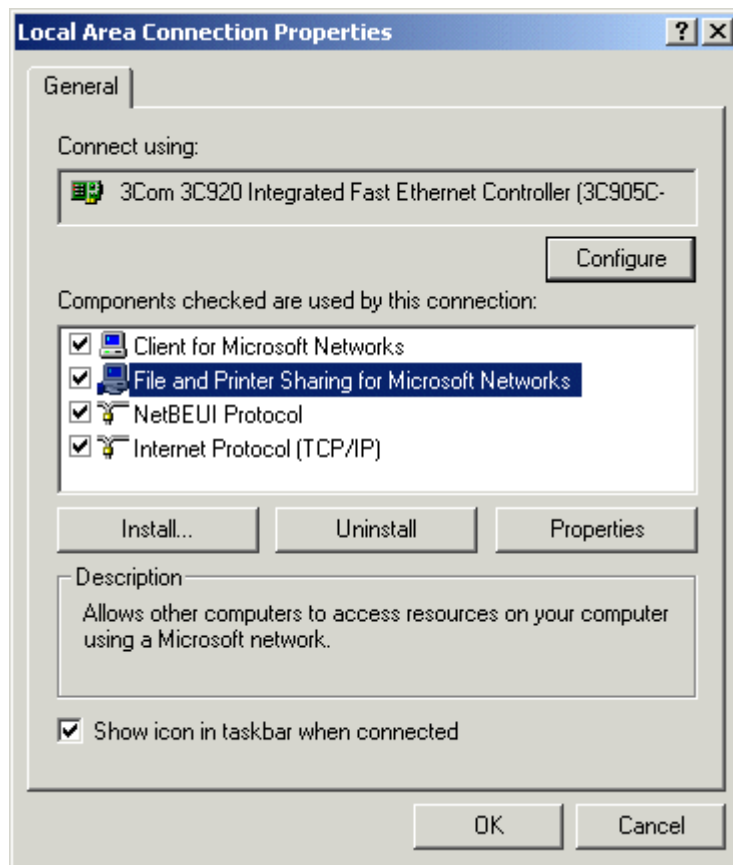 Local Area Connection Properties
General
Connect using:
3Com 3C920 Integrated Fast Ethernet Controller (3C905C-
Configure
Components checked are used by this connection:
Client for Microsoft Networks
File and Printer Sharing for Microsoft Networks
NetBEUI Protocol
Internet Protocol (TCP/IP)
Install... Uninstall Properties
Description
Allows other computers to access resources on your computer
using a Microsoft network.
Show icon in taskbar when connected
OK Cancel